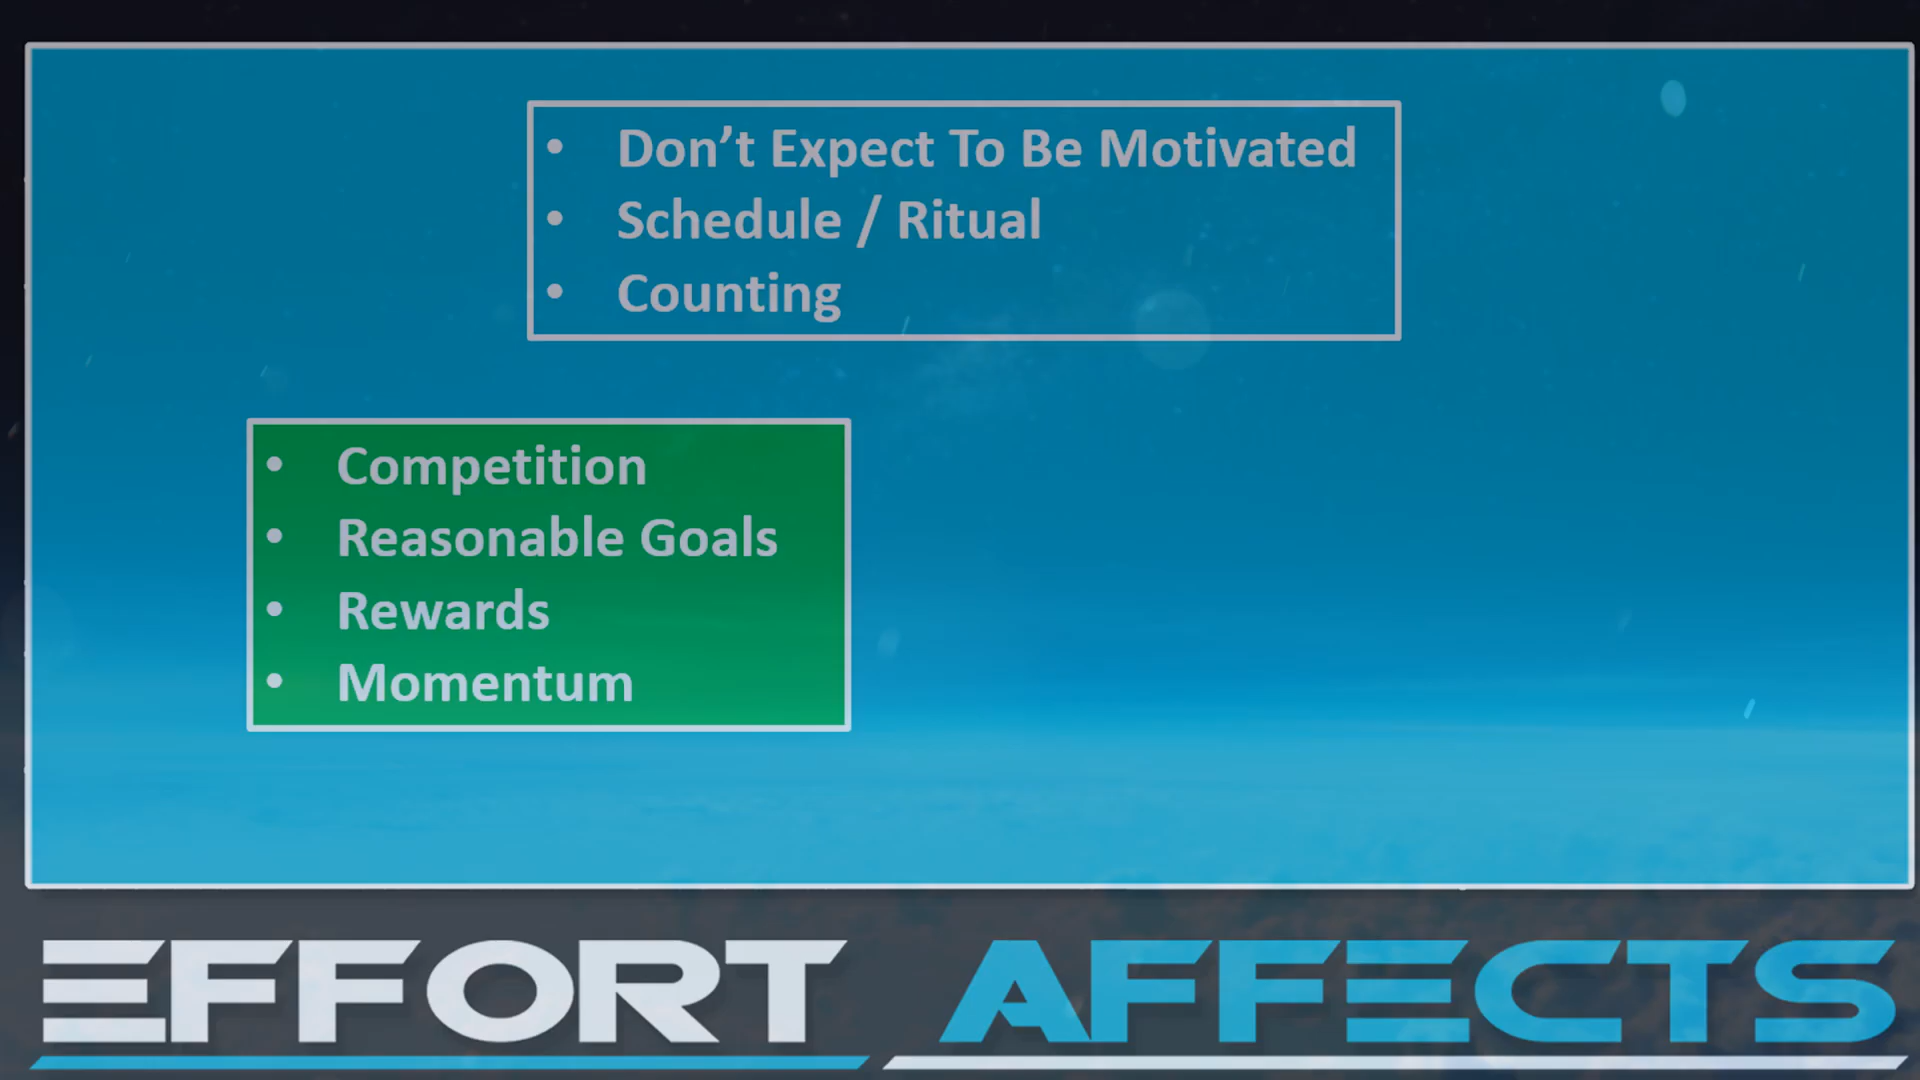 • Don’t Expect To Be Motivated
• Schedule / Ritual
• Counting
• Competition
• Reasonable Goals
• Rewards
• Momentum
EFFORT AFFECTS